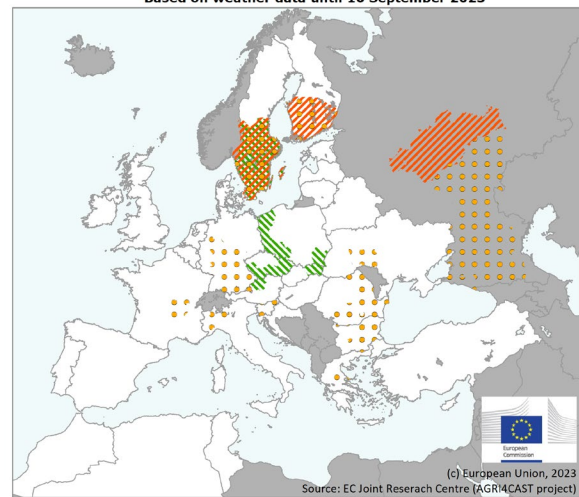 Based on weather data until 16 September 2023
European
Commission
(c) European Union, 2023
Source: EC Joint Reserach Centre (AGRI4CAST project)